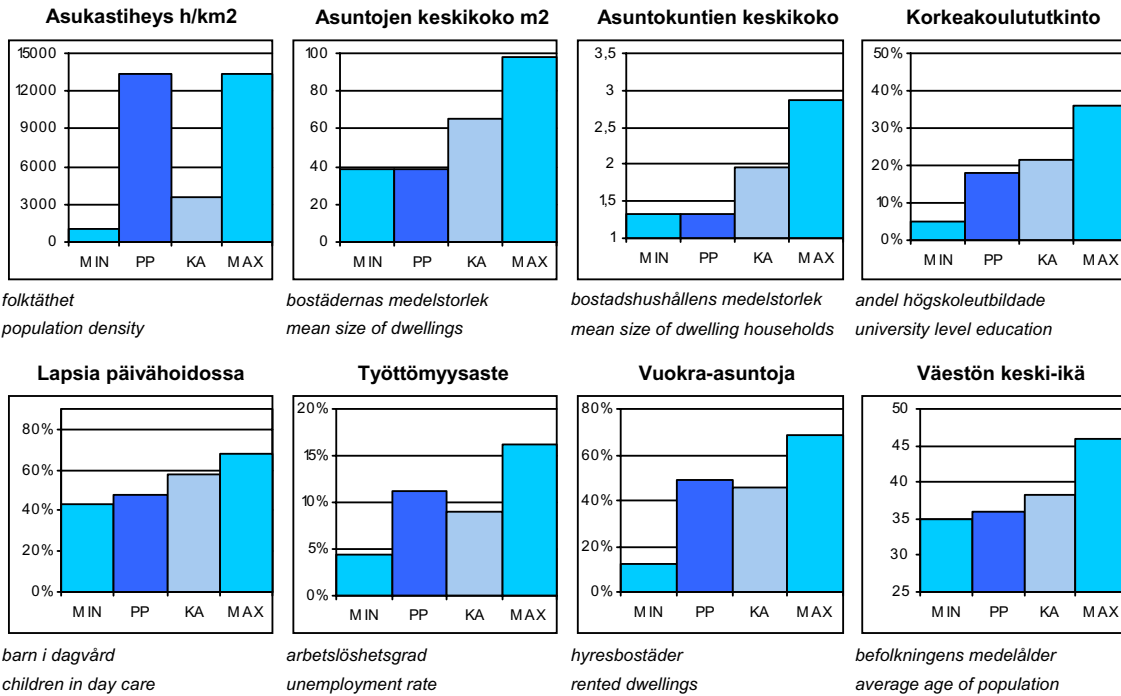 Asukastiheys h/km2
15000
12000
9000
6000
3000
0
MIN PP KA MAX
folktäthet
population density
Asuntojen keskikoko m2
100
80
60
40
20
0
MIN PP KA MAX
bostädernas medelstorlek
mean size of dwellings
Asuntokuntien keskikoko
3,5
3
2,5
2
1,5
1
MIN PP KA MAX
bostadshushållens medelstorlek
mean size of dwelling households
Korkeakoulututkinto
50%
40%
30%
20%
10%
0%
MIN PP KA MAX
andel högskoleutbildade
university level education
Lapsia päivähoidossa
80%
60%
40%
20%
0%
MIN PP KA MAX
barn i dagvård
children in day care
Työttömyysaste
20%
15%
10%
5%
0%
MIN PP KA MAX
arbetslöshetsgrad
unemployment rate
Vuokra-asuntoja
80%
60%
40%
20%
0%
MIN PP KA MAX
hyresbostäder
rented dwellings
Väestön keski-ikä
50
45
40
35
30
25
MIN PP KA MAX
befolkningens medelålder
average age of population